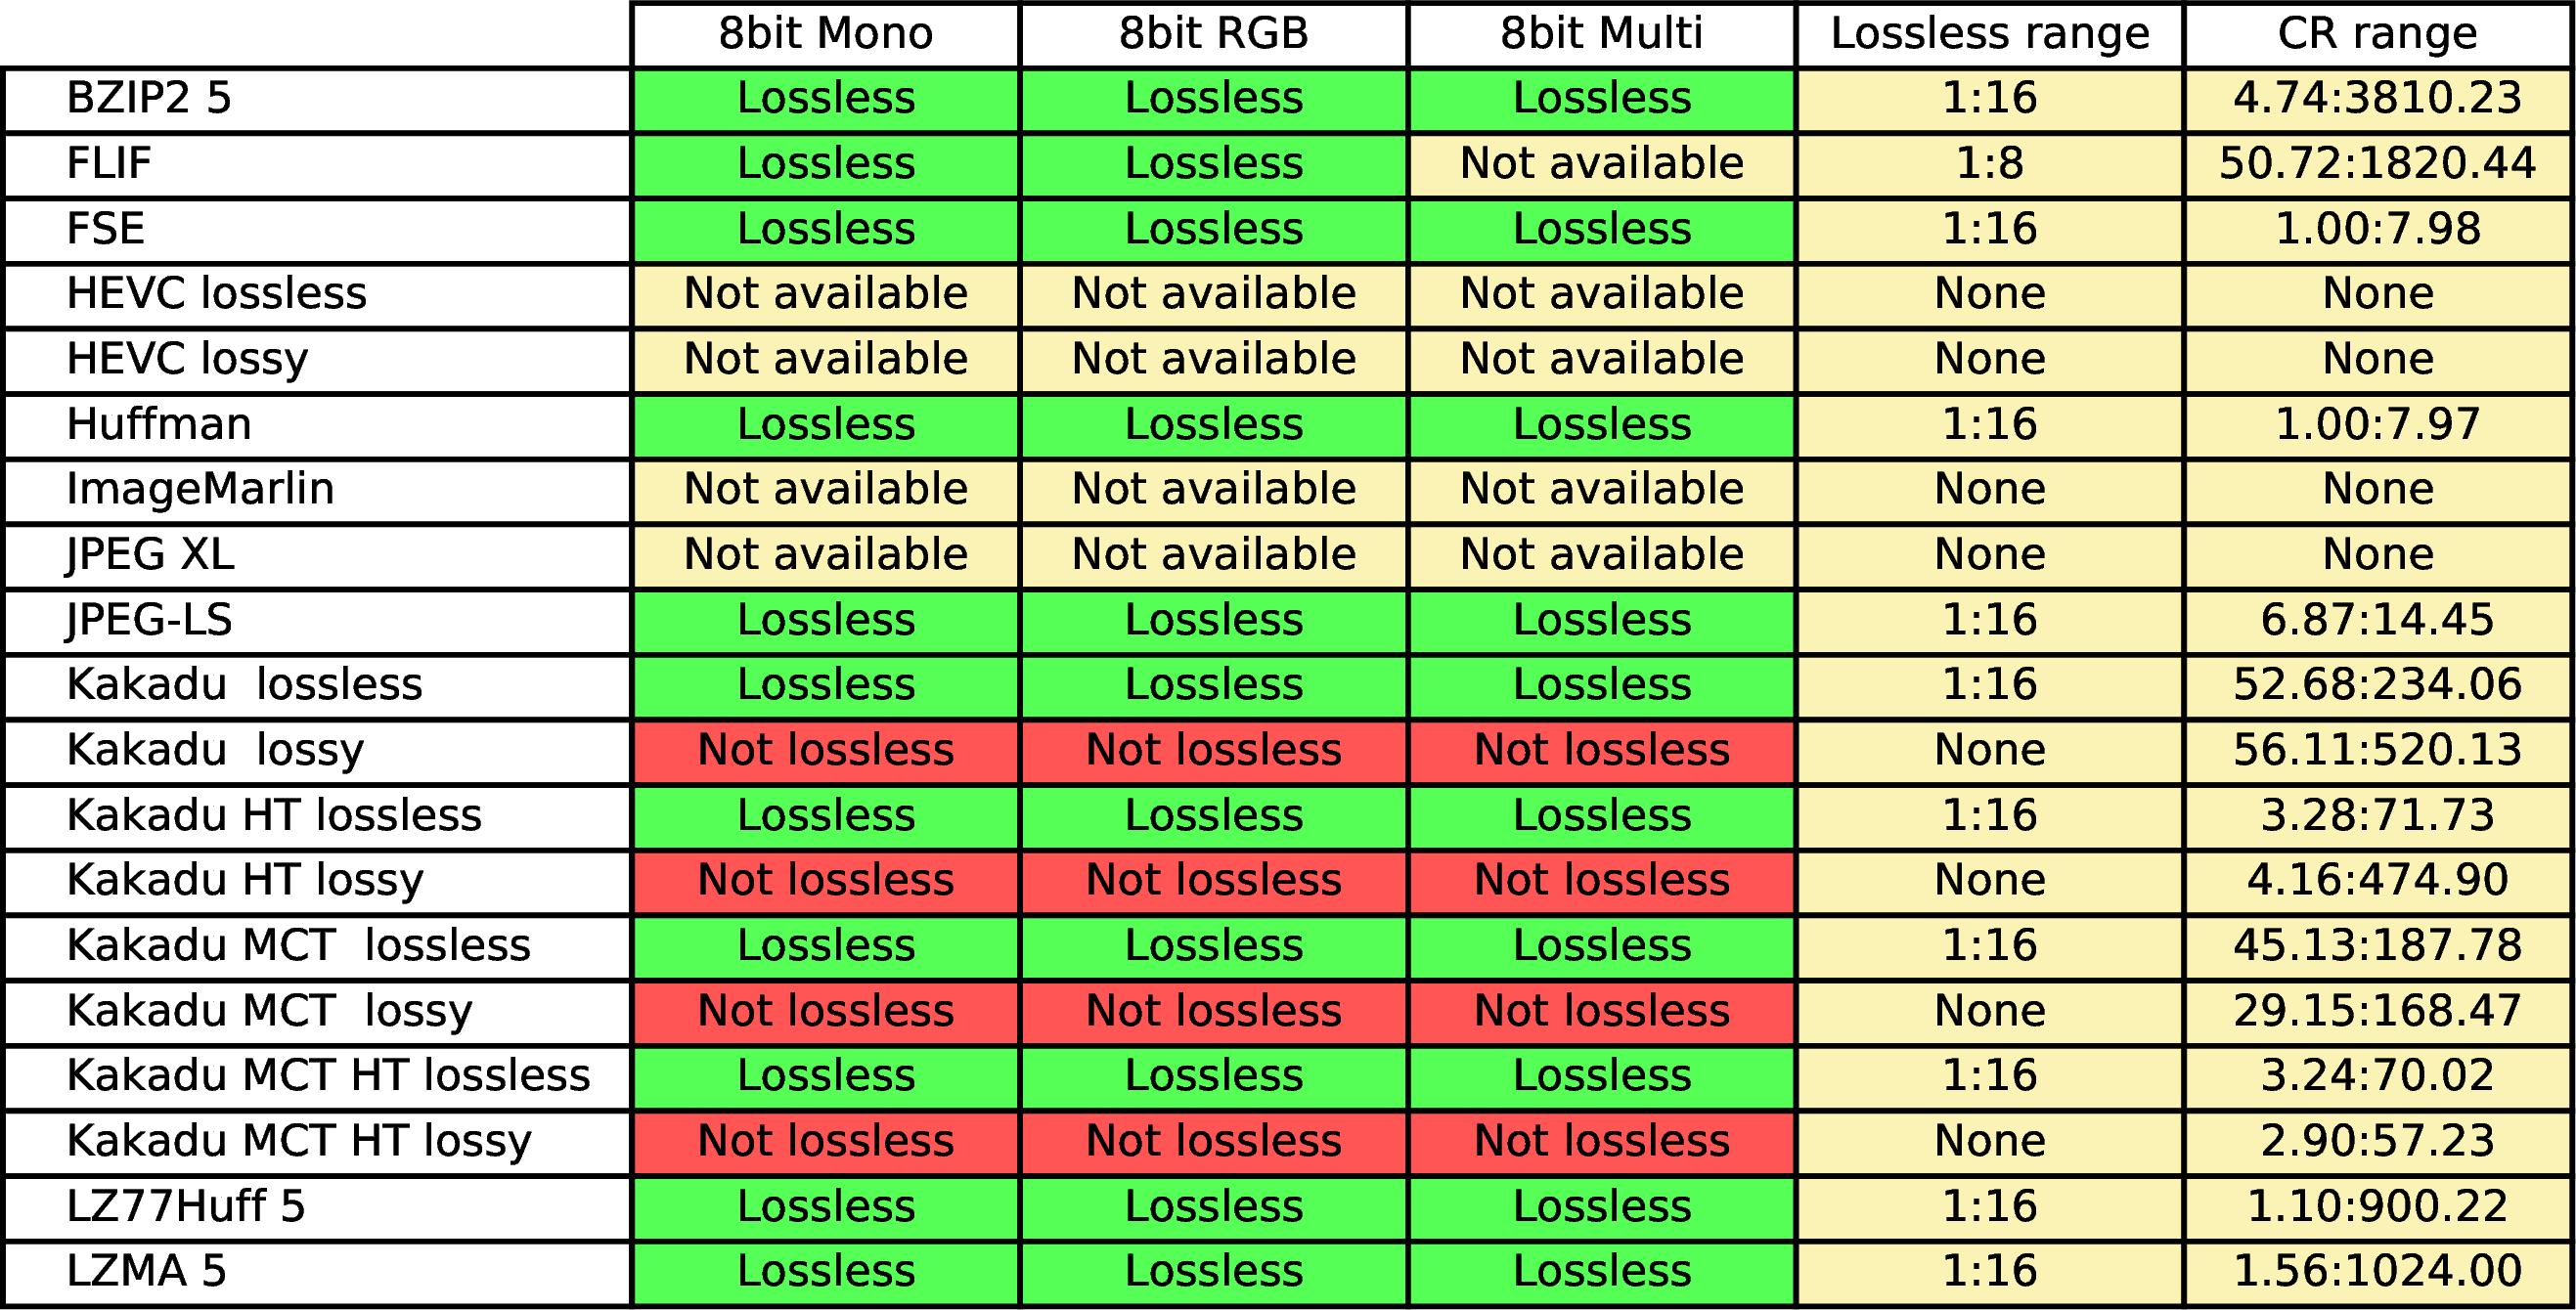 8bit Mono 8bit RGB 8bit Multi Lossless range CR range
BZIP2 5 Lossless Lossless Lossless 1:16 4.74:3810.23
FLIF Lossless Lossless Not available 1:8 50.72:1820.44
FSE Lossless Lossless Lossless 1:16 1.00:7.98
HEVC lossless Not available Not available Not available None None
HEVC lossy Not available Not available Not available None None
Huffman Lossless Lossless Lossless 1:16 1.00:7.97
ImageMarlin Not available Not available Not available None None
JPEG XL Not available Not available Not available None None
JPEG-LS Lossless Lossless Lossless 1:16 6.87:14.45
Kakadu  lossless Lossless Lossless Lossless 1:16 52.68:234.06
Kakadu  lossy Not lossless Not lossless Not lossless None 56.11:520.13
Kakadu HT lossless Lossless Lossless Lossless 1:16 3.28:71.73
Kakadu HT lossy Not lossless Not lossless Not lossless None 4.16:474.90
Kakadu MCT  lossless Lossless Lossless Lossless 1:16 45.13:187.78
Kakadu MCT  lossy Not lossless Not lossless Not lossless None 29.15:168.47
Kakadu MCT HT lossless Lossless Lossless Lossless 1:16 3.24:70.02
Kakadu MCT HT lossy Not lossless Not lossless Not lossless None 2.90:57.23
LZ77Huff 5 Lossless Lossless Lossless 1:16 1.10:900.22
LZMA 5 Lossless Lossless Lossless 1:16 1.56:1024.00